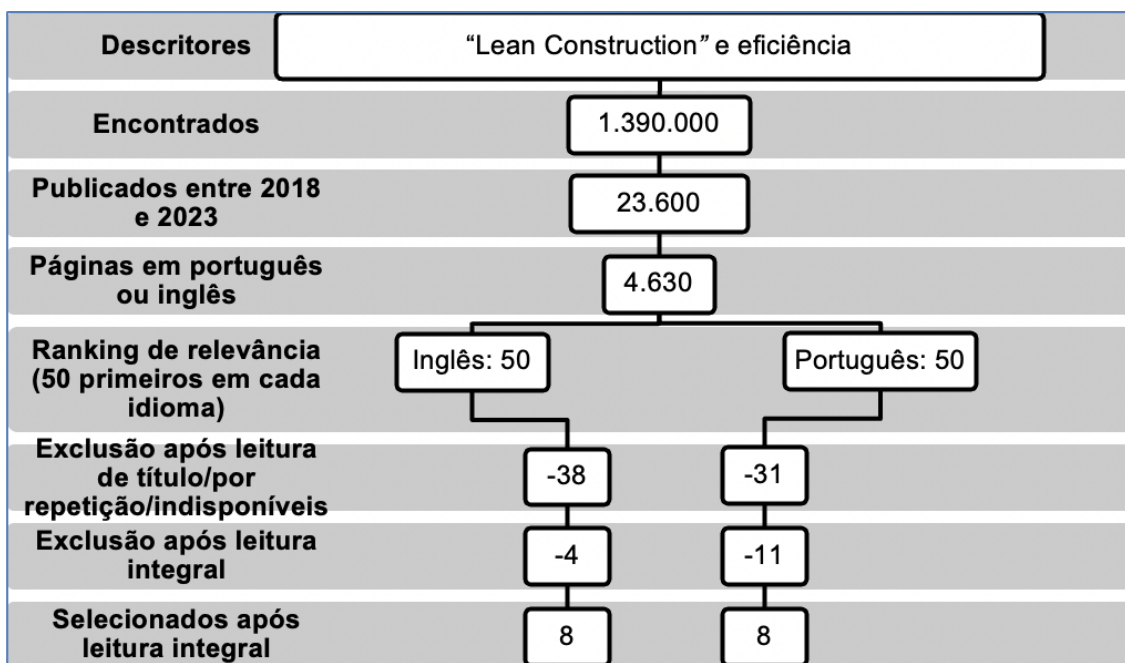 Descritores
“Lean Construction” e eficiência
Encontrados
1.390.000
Publicados entre 2018
e 2023
23.600
Páginas em português
ou inglês
4.630
Ranking de relevância
(50 primeiros em cada
idioma)
Inglês: 50
Português: 50
Exclusão após leitura
de título/por
repetição/indisponíveis
-38
-31
Exclusão após leitura
integral
-4
-11
Selecionados após
leitura integral
8
8